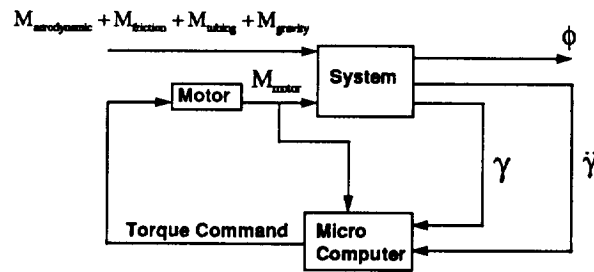 M_aerodynamic + M_friction + M_tubing + M_gravity
ϕ
System
M_motor
Motor
γ
γ̈
Torque Command
Micro
Computer